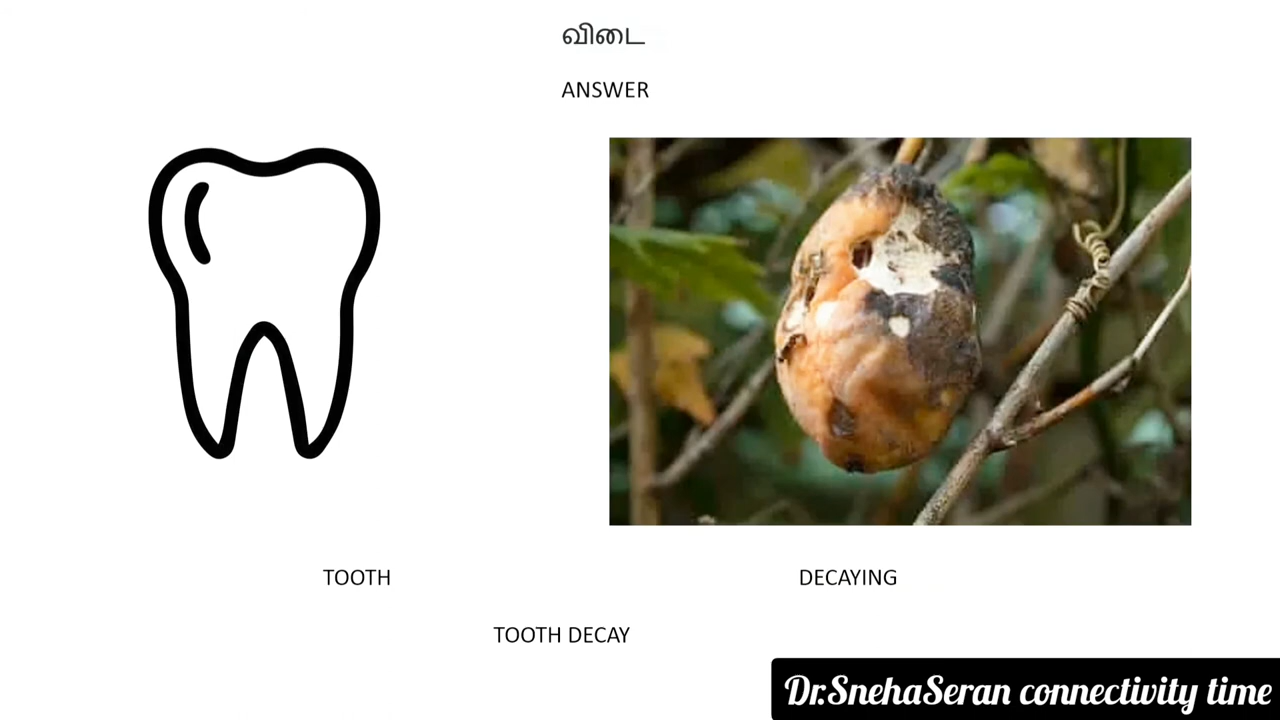 விடை
ANSWER
TOOTH
DECAYING
TOOTH DECAY
Dr.SnehaSeran connectivity time